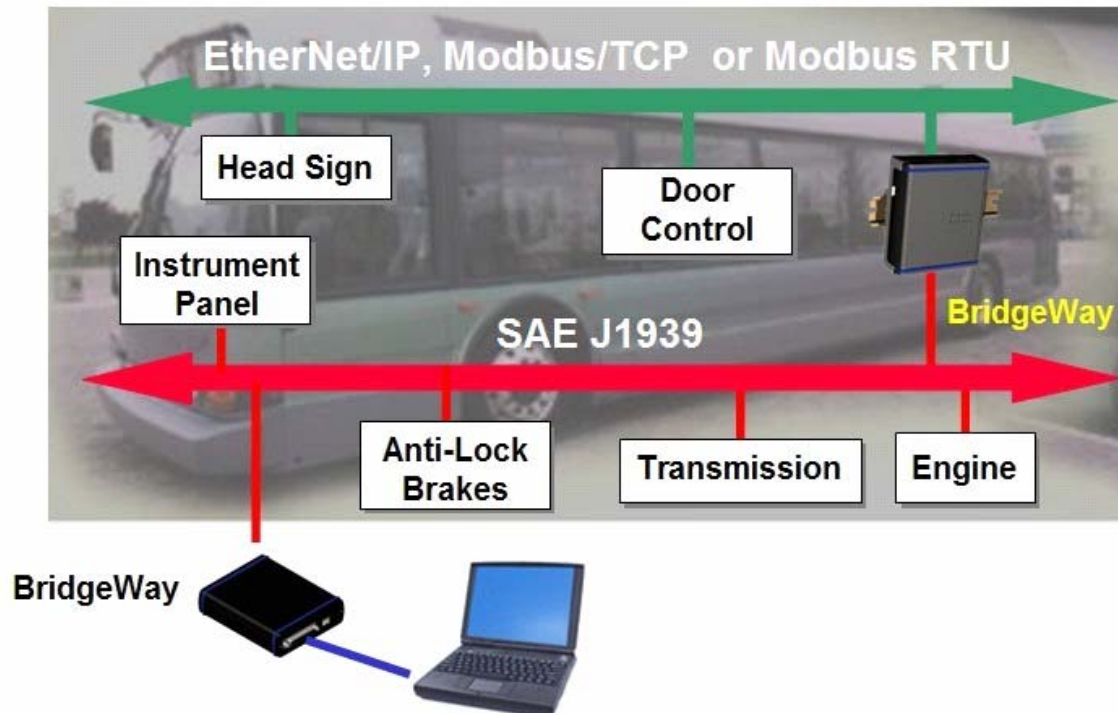 EtherNet/IP, Modbus/TCP or Modbus RTU
Head Sign
Door
Control
Instrument
Panel
BridgeWay
SAE J1939
Anti-Lock
Brakes
Transmission
Engine
BridgeWay